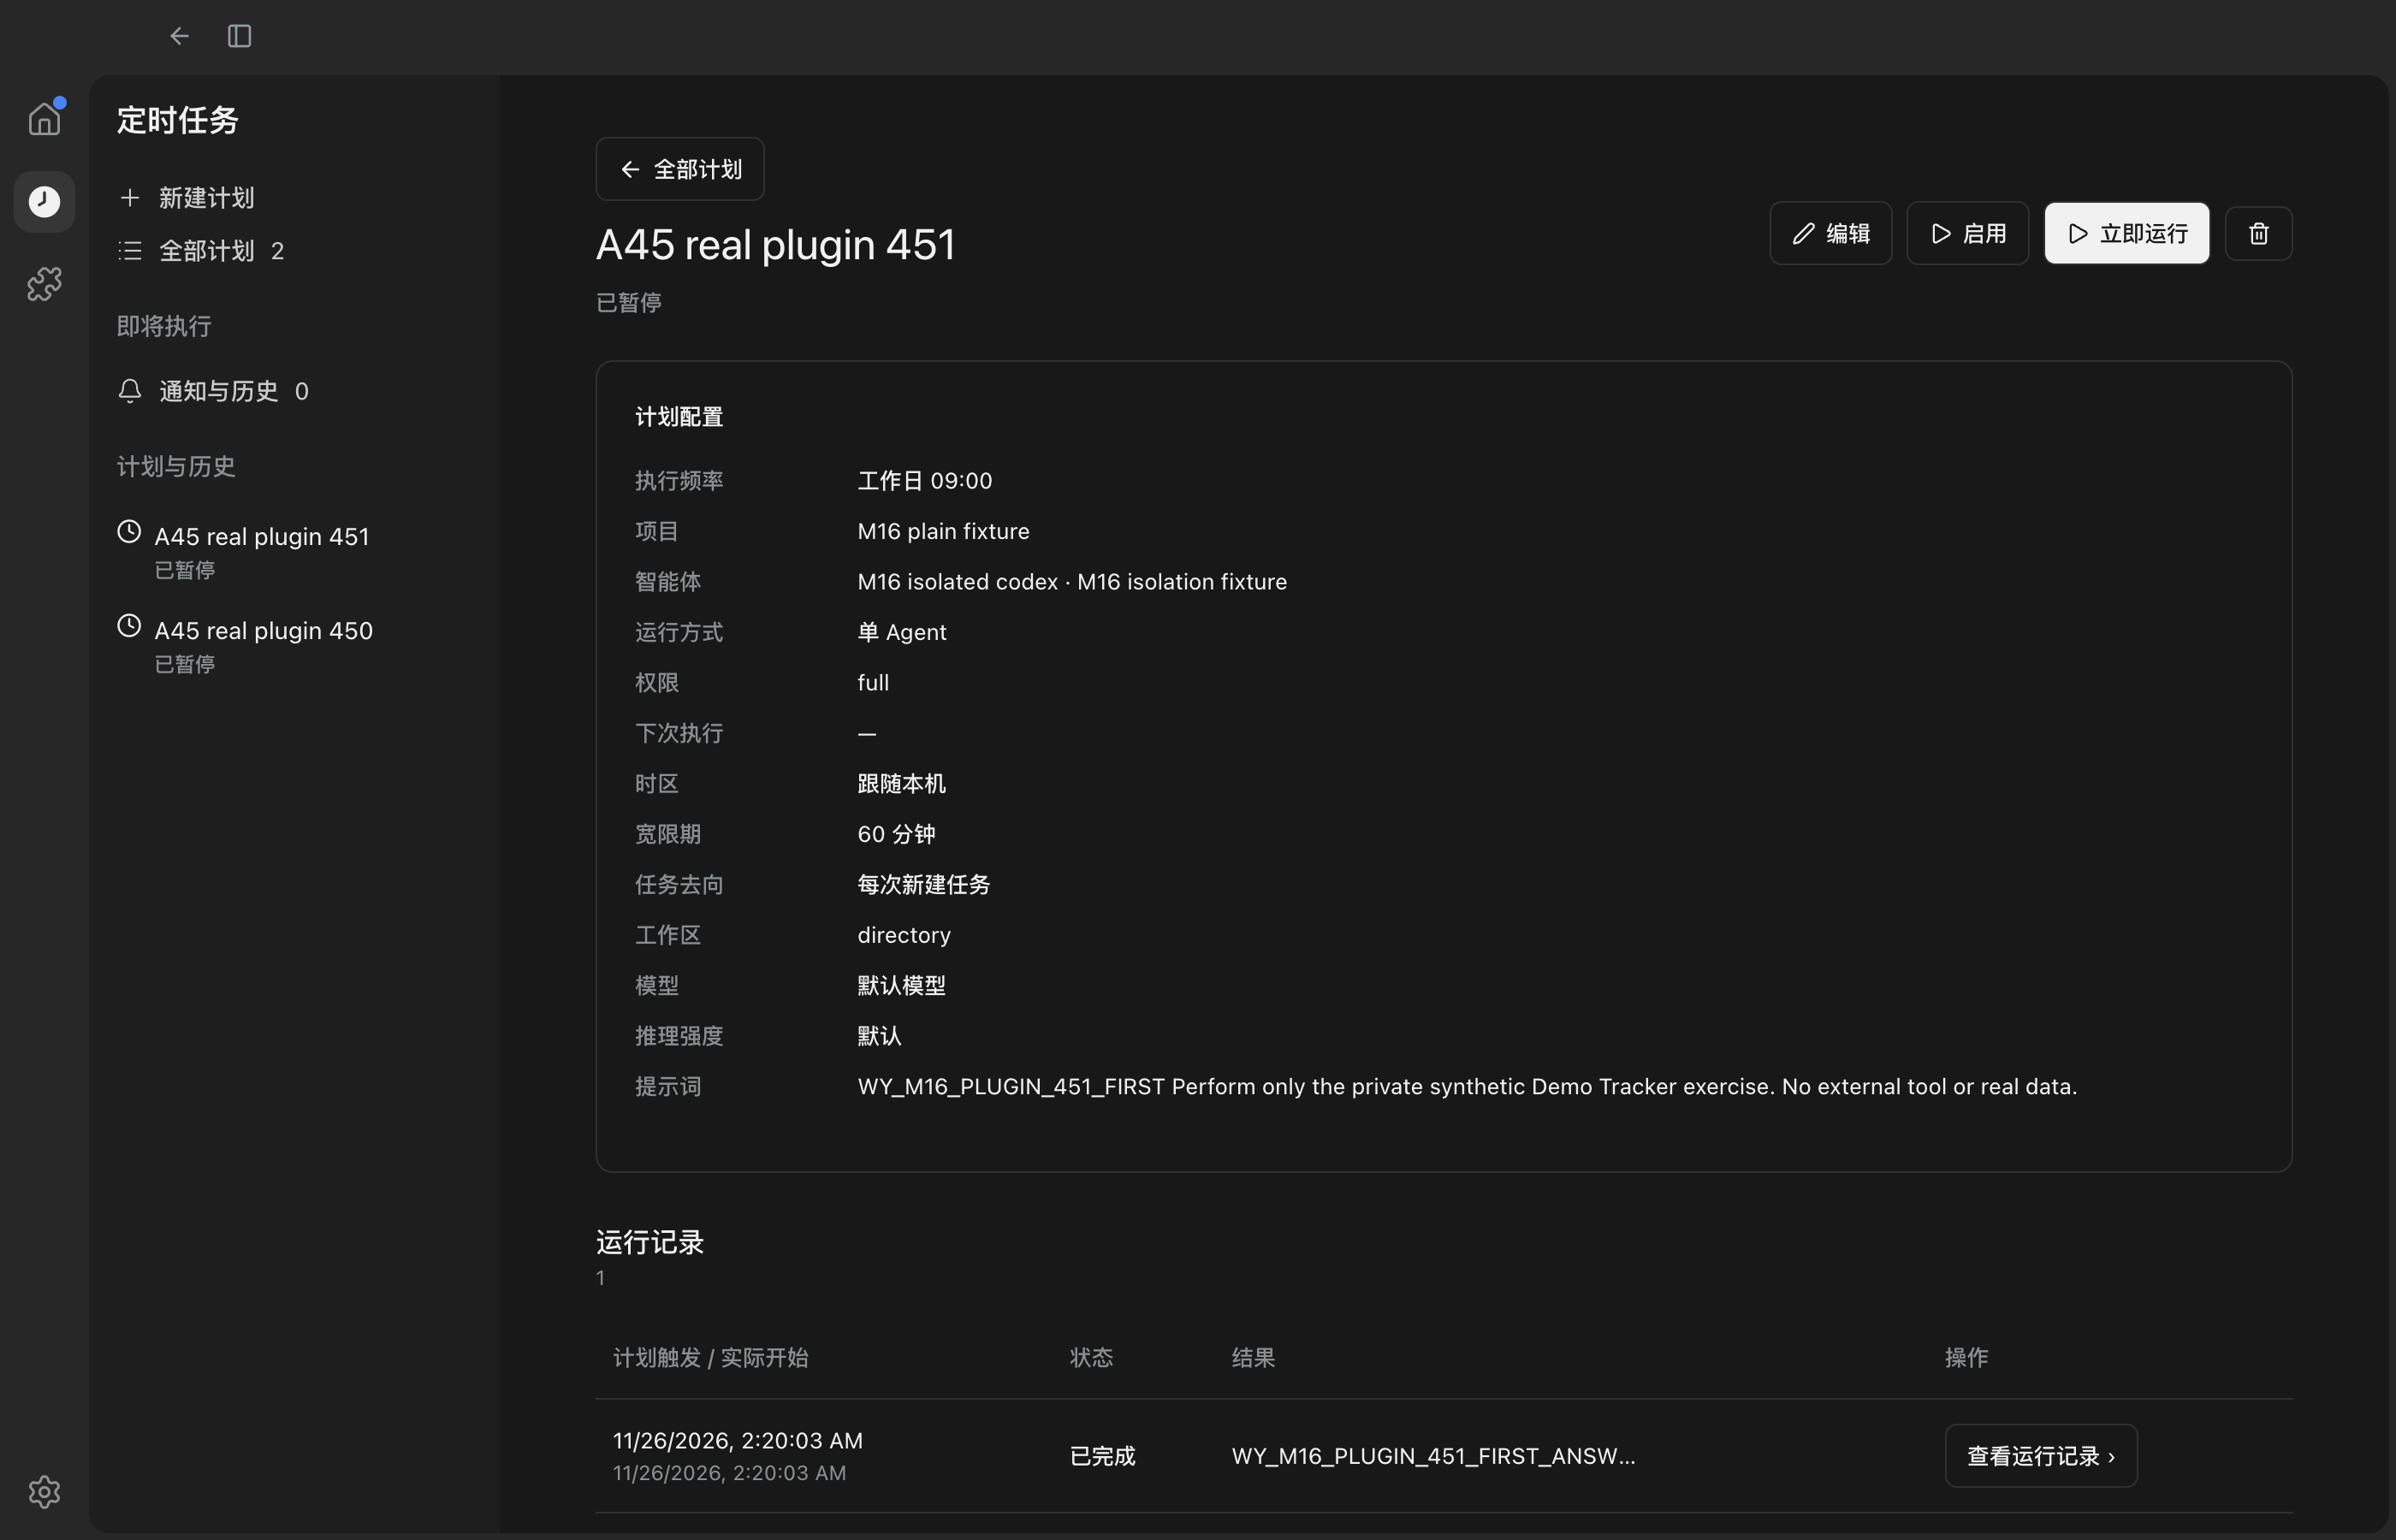 定时任务
新建计划
全部计划 2
即将执行
通知与历史 0
计划与历史
A45 real plugin 451
已暂停
A45 real plugin 450
已暂停
全部计划
A45 real plugin 451
已暂停
编辑
启用
立即运行
计划配置
执行频率 工作日 09:00
项目 M16 plain fixture
智能体 M16 isolated codex · M16 isolation fixture
运行方式 单 Agent
权限 full
下次执行 —
时区 跟随本机
宽限期 60 分钟
任务去向 每次新建任务
工作区 directory
模型 默认模型
推理强度 默认
提示词 WY_M16_PLUGIN_451_FIRST Perform only the private synthetic Demo Tracker exercise. No external tool or real data.
运行记录
1
计划触发 / 实际开始 状态 结果 操作
11/26/2026, 2:20:03 AM
11/26/2026, 2:20:03 AM
已完成 WY_M16_PLUGIN_451_FIRST_ANSW... 查看运行记录 ›